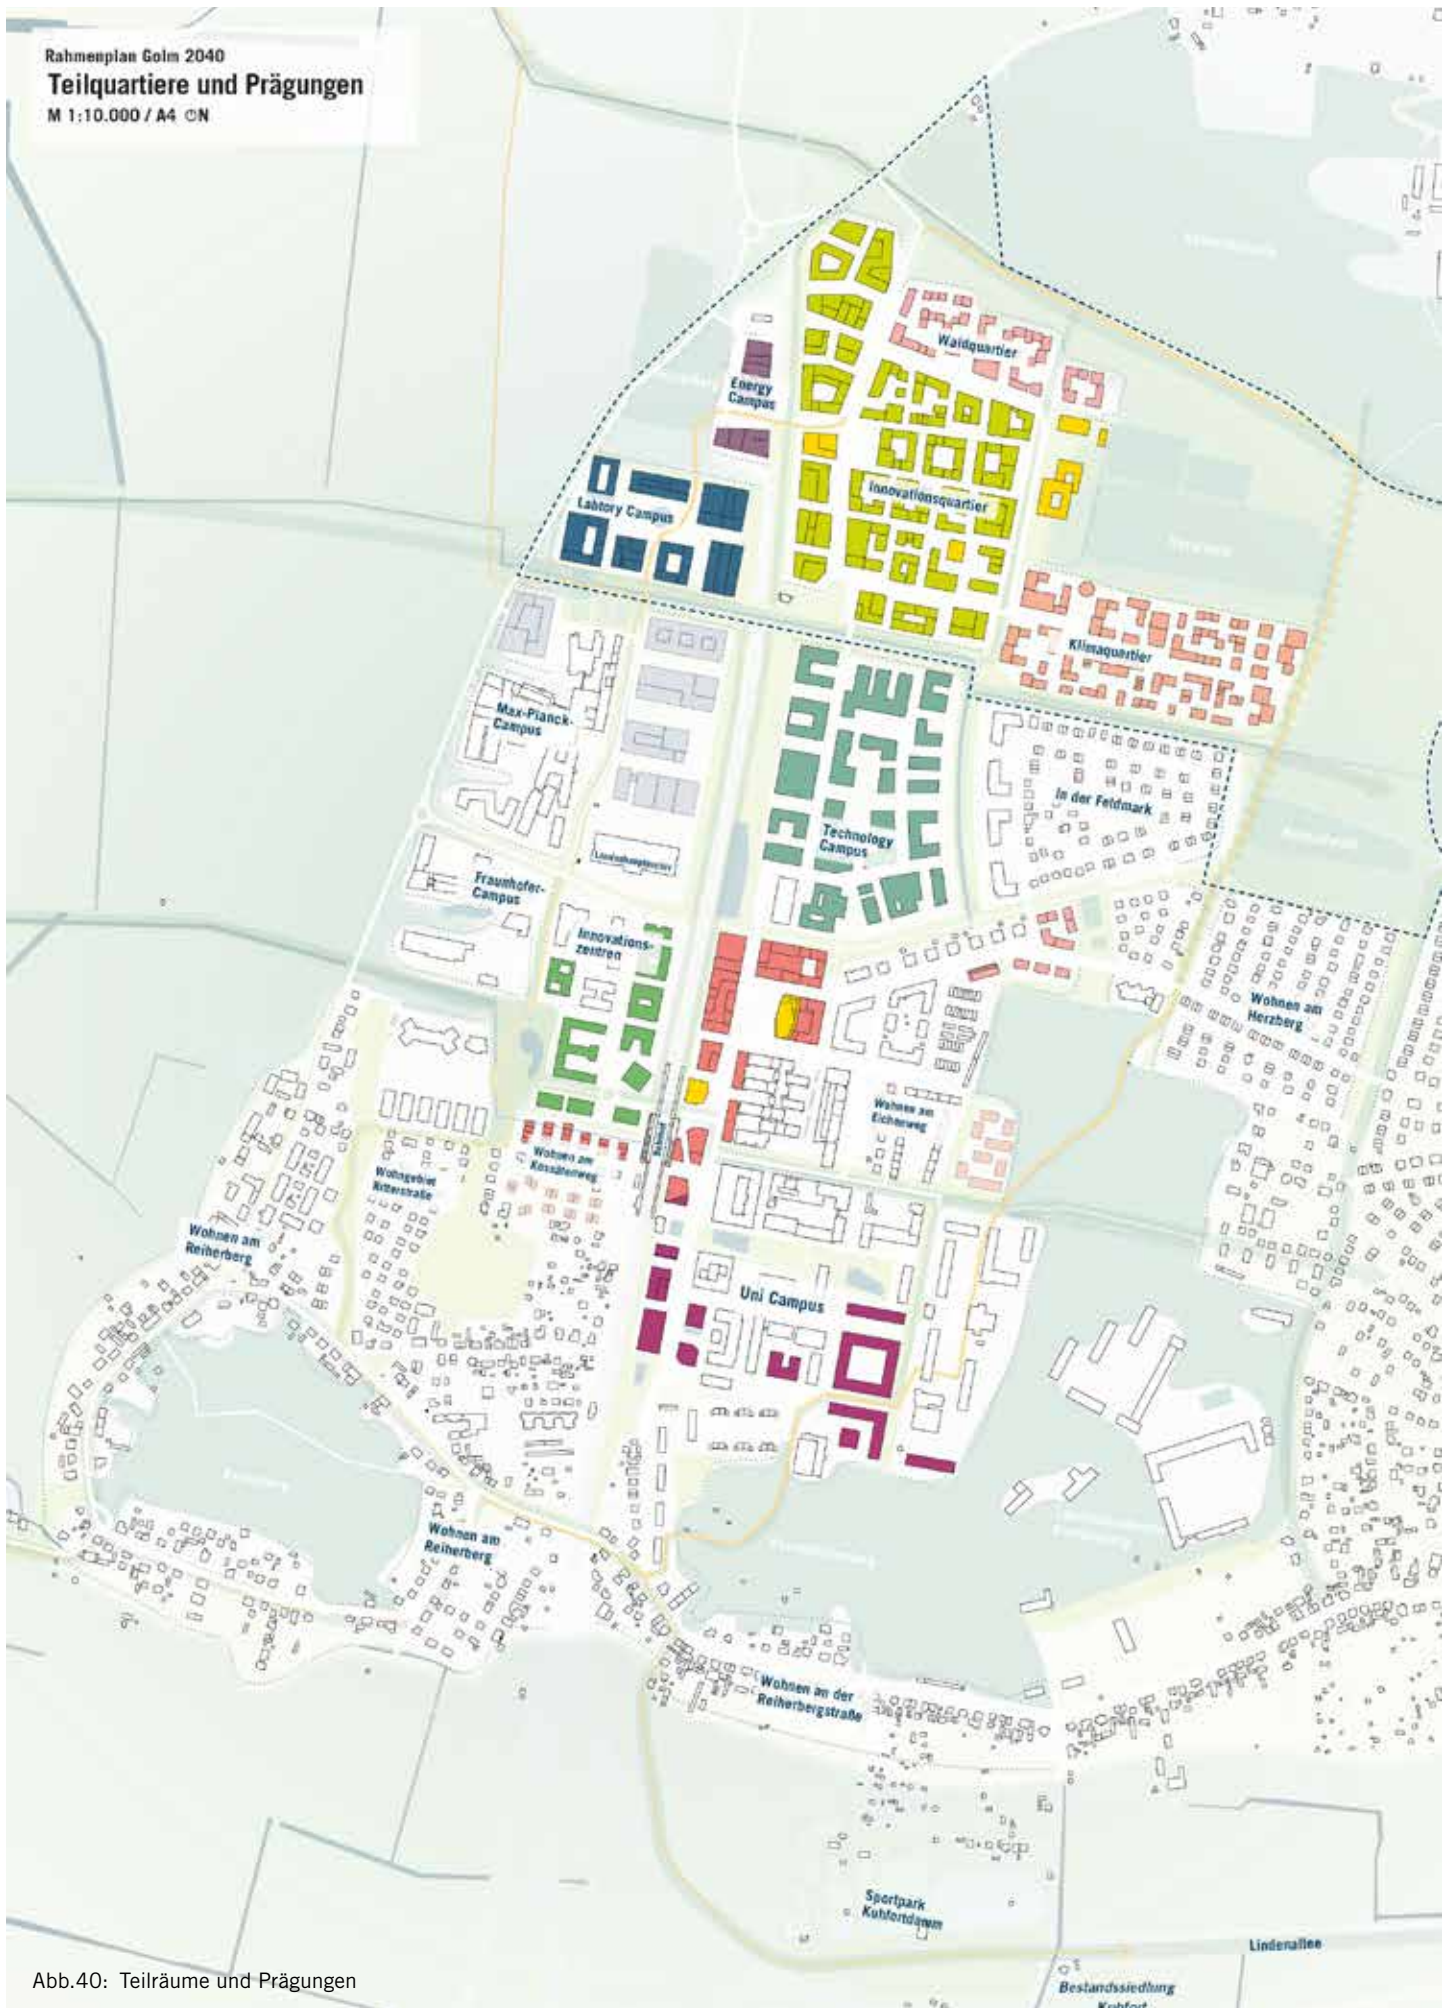 Rahmenplan Golm 2040
Teilquartiere und Prägungen
M 1:10.000 / A4 N
Waldquartier
Energy
Campus
Innovationsquartier
Labtory Campus
Klimaquartier
Max-Planck-
Campus
In der Feldmark
Technology
Campus
Fraunhofer-
Campus
Innovations-
zentren
Wohnen am
Herzberg
Wohnen am
Eichenweg
Bahnhof
Wohnen am
Kossätenweg
Wohngebiet
Ritterstraße
Wohnen am
Reiherberg
Uni Campus
Wohnen am
Reiherberg
Wohnen an der
Reiherbergstraße
Sportpark
Kuhfortdamm
Lindenallee
Bestandssiedlung
Kuhfort
Abb.40: Teilräume und Prägungen